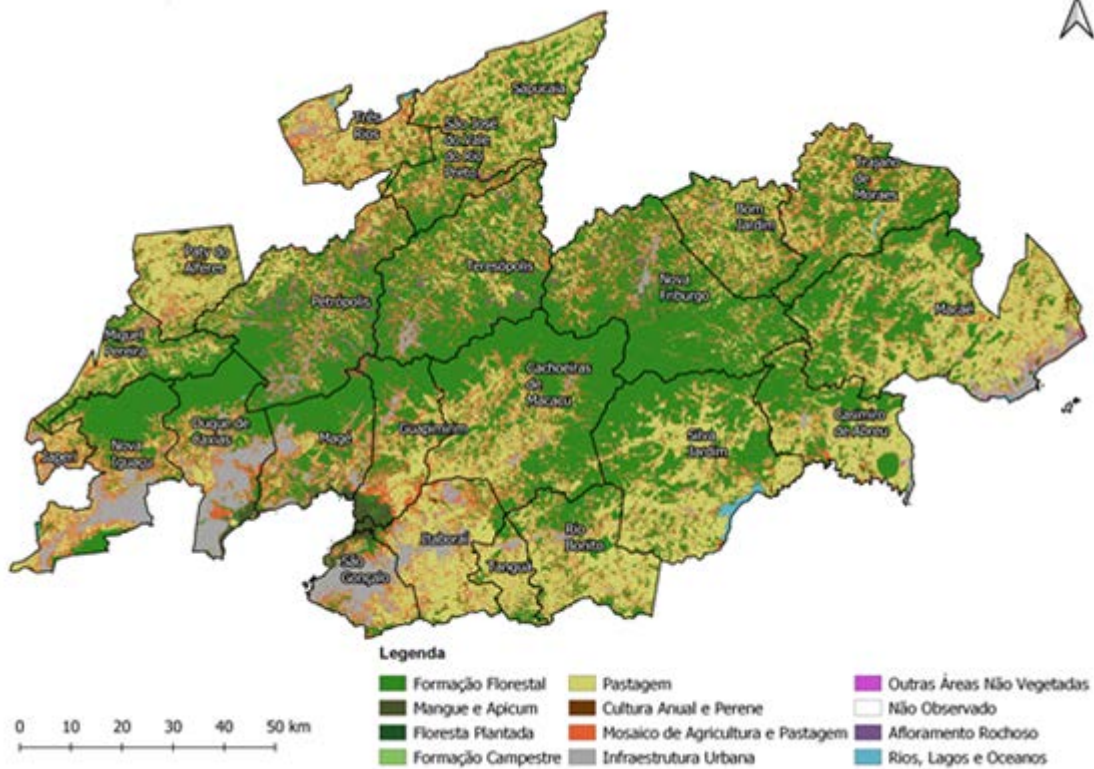 Sapucaia
Três
Rios
São José
do Vale
do Rio
Preto
Trajano
de
Moraes
Bom
Jardim
Paty do
Alferes
Teresópolis
Nova
Friburgo
Petrópolis
Macaé
Miguel
Pereira
Cachoeiras
de
Macacu
Casimiro
de Abreu
Duque de
Caxias
Magé
Guapimirim
Silva
Jardim
Japeri
Nova
Iguaçu
Itaboraí
Rio
Bonito
Tanguá
São
Gonçalo
Legenda
Formação Florestal
Mangue e Apicum
Floresta Plantada
Formação Campestre
Pastagem
Cultura Anual e Perene
Mosaico de Agricultura e Pastagem
Infraestrutura Urbana
Outras Áreas Não Vegetadas
Não Observado
Afloramento Rochoso
Rios, Lagos e Oceanos
0 10 20 30 40 50 km